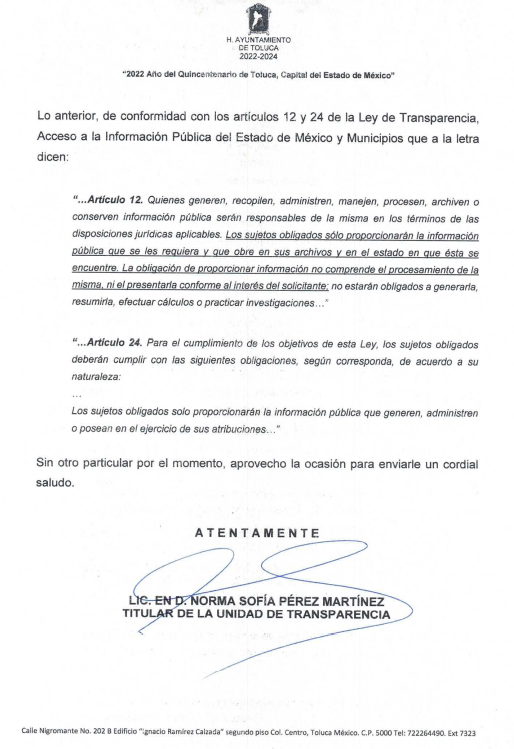 H. AYUNTAMIENTO
DE TOLUCA
2022-2024
"2022 Año del Quincentenario de Toluca, Capital del Estado de México"
Lo anterior, de conformidad con los artículos 12 y 24 de la Ley de Transparencia,
Acceso a la Información Pública del Estado de México y Municipios que a la letra
dicen:
"...Artículo 12. Quienes generen, recopilen, administren, manejen, procesen, archiven o
conserven información pública serán responsables de la misma en los términos de las
disposiciones jurídicas aplicables. Los sujetos obligados sólo proporcionarán la información
pública que se les requiera y que obre en sus archivos y en el estado en que ésta se
encuentre. La obligación de proporcionar información no comprende el procesamiento de la
misma, ni el presentarla conforme al interés del solicitante; no estarán obligados a generarla,
resumirla, efectuar cálculos o practicar investigaciones..."
"...Artículo 24. Para el cumplimiento de los objetivos de esta Ley, los sujetos obligados
deberán cumplir con las siguientes obligaciones, según corresponda, de acuerdo a su
naturaleza:
...
Los sujetos obligados solo proporcionarán la información pública que generen, administren
o posean en el ejercicio de sus atribuciones..."
Sin otro particular por el momento, aprovecho la ocasión para enviarle un cordial
saludo.
ATENTAMENTE
LIC. EN D. NORMA SOFÍA PÉREZ MARTÍNEZ
TITULAR DE LA UNIDAD DE TRANSPARENCIA
Calle Nigromante No. 202 B Edificio "Ignacio Ramírez Calzada" segundo piso Col. Centro, Toluca México. C.P. 5000 Tel: 722264490. Ext 7323